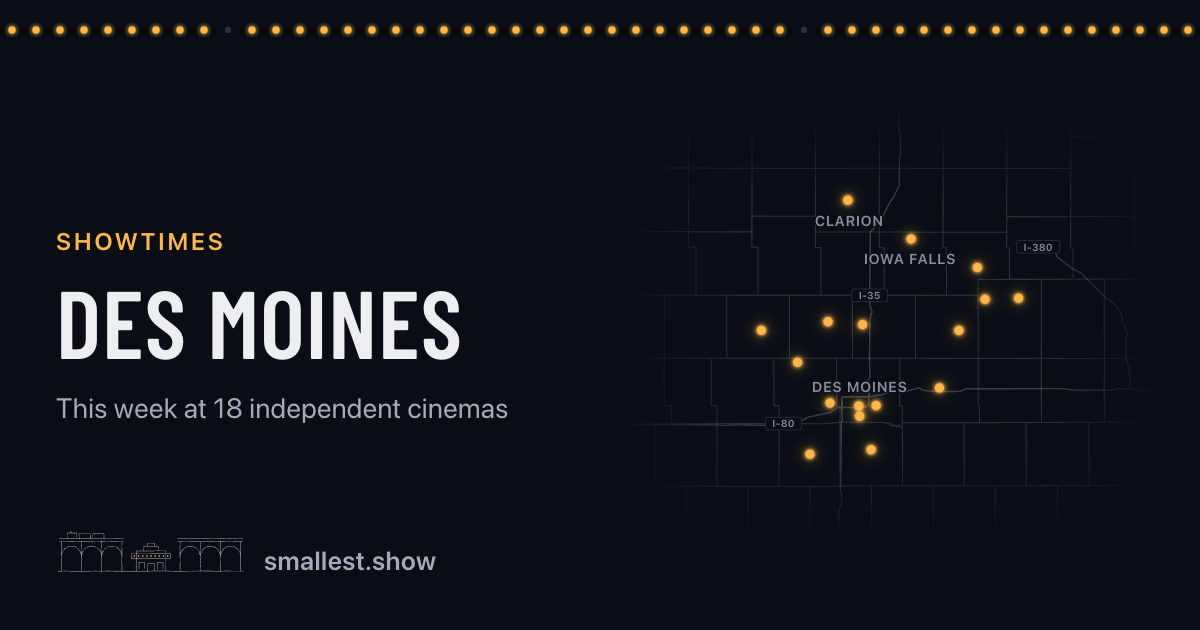 SHOWTIMES
DES MOINES
This week at 18 independent cinemas
smallest.show
CLARION
IOWA FALLS
I-380
I-35
DES MOINES
I-80